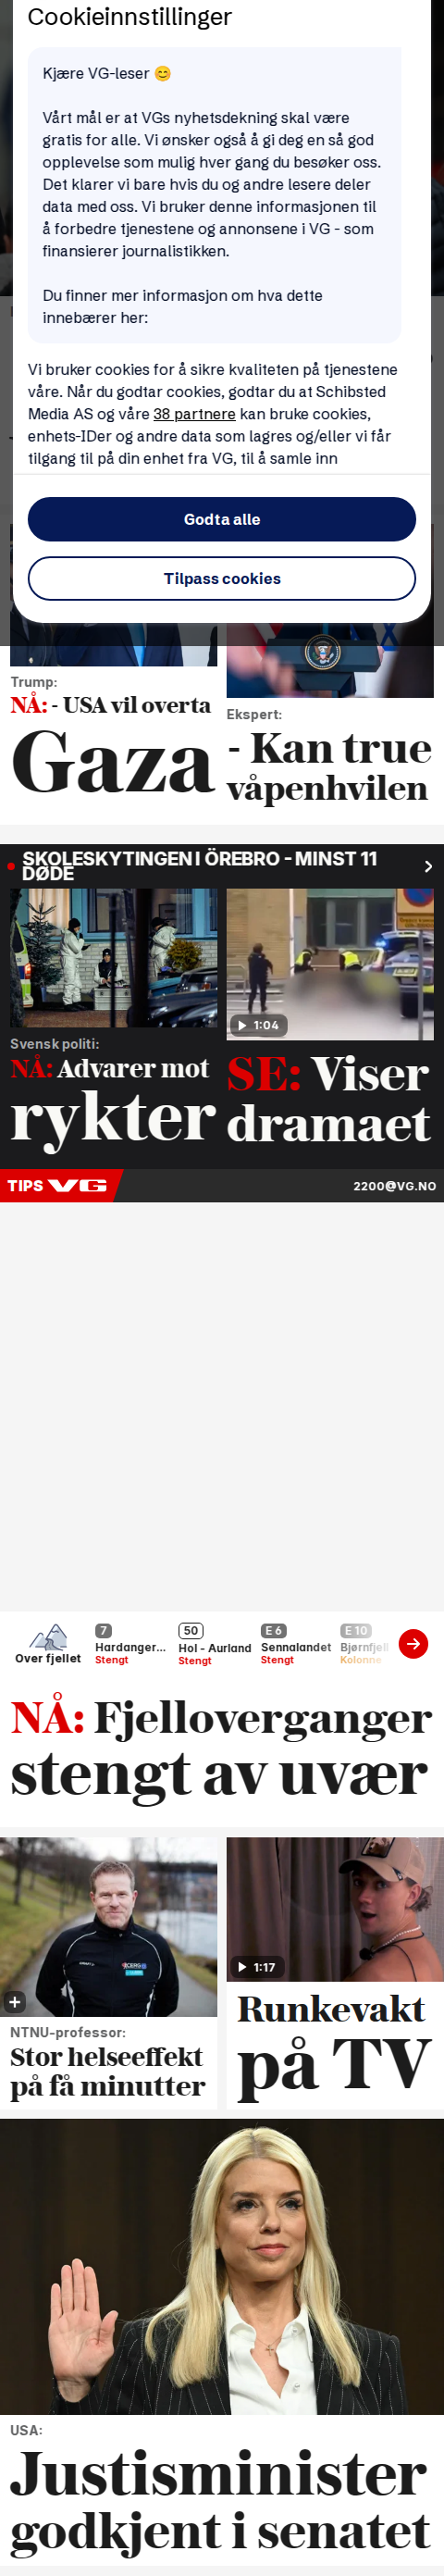 Cookieinnstillinger
Kjære VG-leser 😊
Vårt mål er at VGs nyhetsdekning skal være
gratis for alle. Vi ønsker også å gi deg en så god
opplevelse som mulig hver gang du besøker oss.
Det klarer vi bare hvis du og andre lesere deler
data med oss. Vi bruker denne informasjonen til
å forbedre tjenestene og annonsene i VG - som
finansierer journalistikken.
Du finner mer informasjon om hva dette
innebærer her:
Vi bruker cookies for å sikre kvaliteten på tjenestene
våre. Når du godtar cookies, godtar du at Schibsted
Media AS og våre 38 partnere kan bruke cookies,
enhets-IDer og andre data som lagres og/eller vi får
tilgang til på din enhet fra VG, til å samle inn
Godta alle
Tilpass cookies
Trump:
NÅ: - USA vil overta
Gaza
Ekspert:
- Kan true
våpenhvilen
SKOLESKYTINGEN I ÖREBRO - MINST 11
DØDE
Svensk politi:
NÅ: Advarer mot
rykter
1:04
SE: Viser
dramaet
TIPS VG
2200@VG.NO
Over fjellet
7
Hardanger...
Stengt
50
Hol - Aurland
Stengt
E 6
Sennalandet
Stengt
E 10
Bjørnfjell
Kolonne
NÅ: Fjelloverganger
stengt av uvær
NTNU-professor:
Stor helseeffekt
på få minutter
1:17
Runkevakt
på TV
USA:
Justisminister
godkjent i senatet